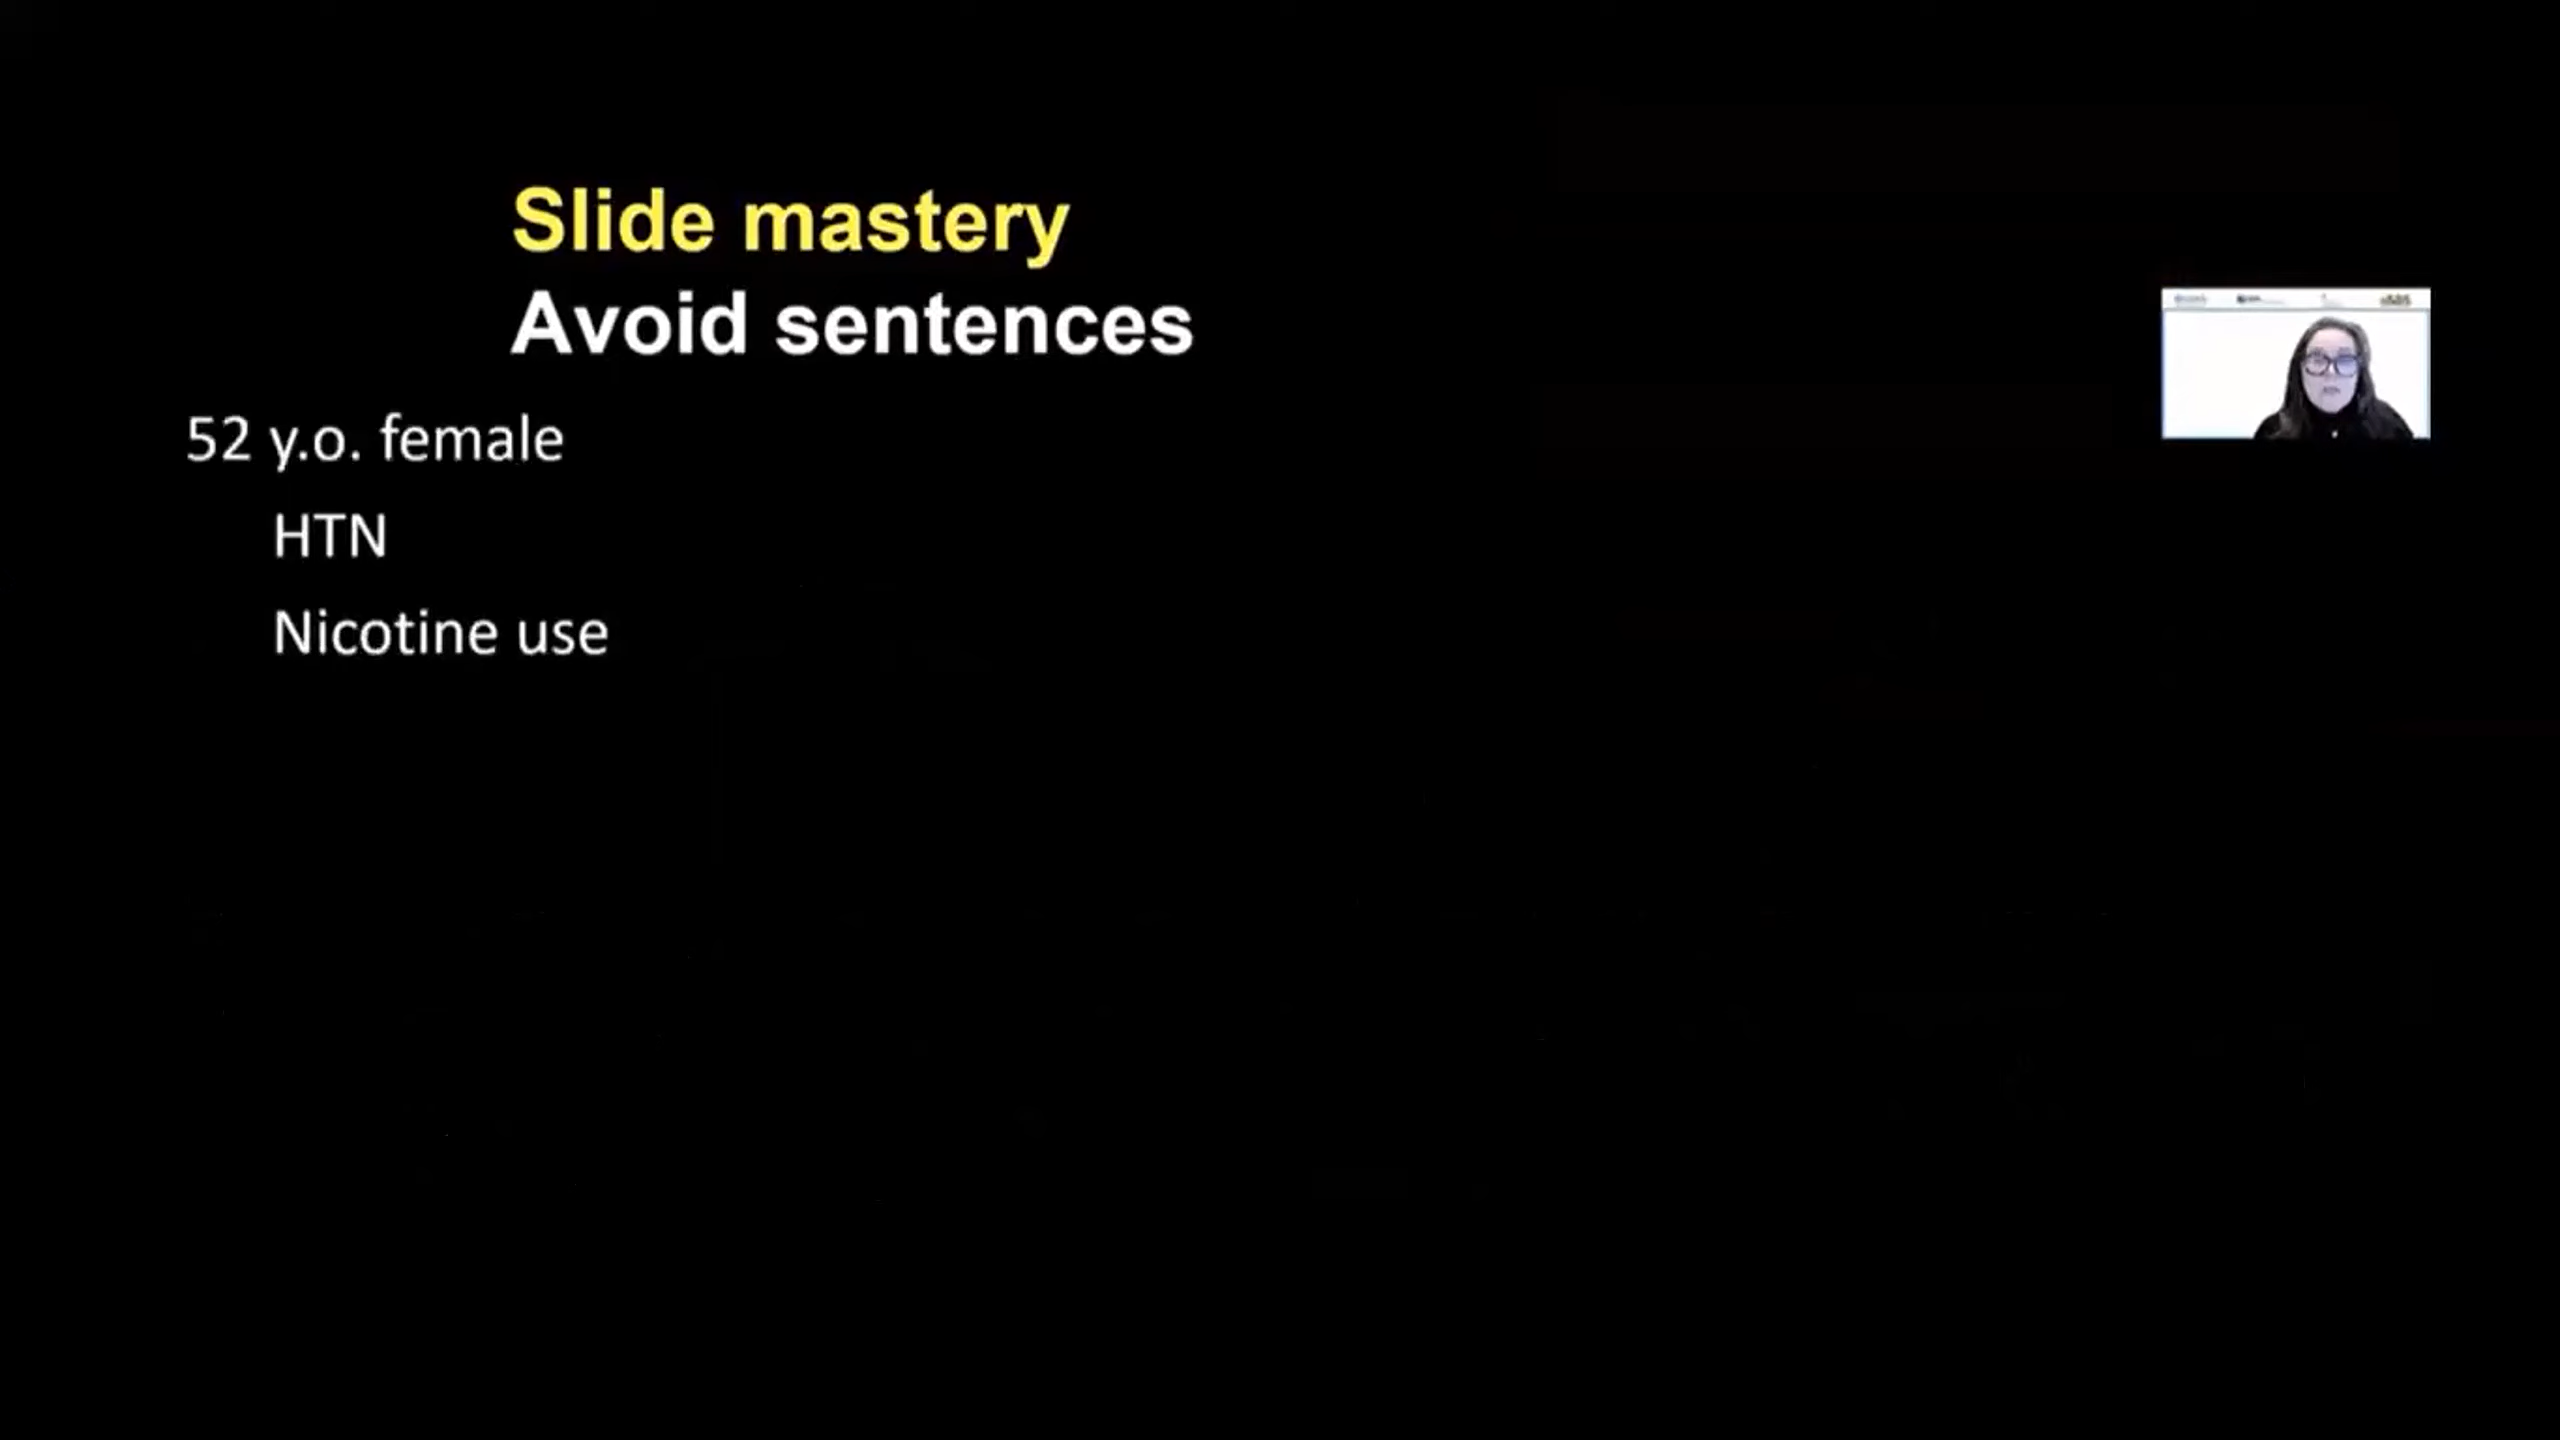 Slide mastery
Avoid sentences
52 y.o. female
HTN
Nicotine use